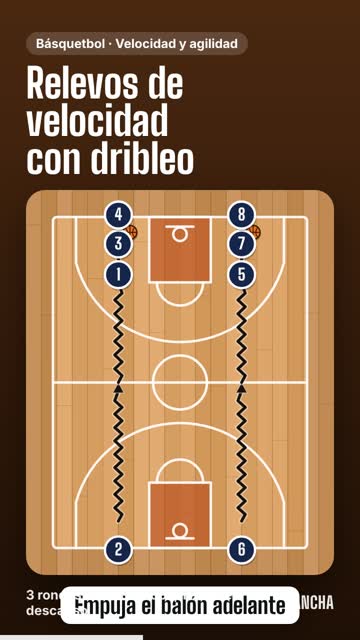 Básquetbol · Velocidad y agilidad
Relevos de
velocidad
con dribleo
4
8
3
7
1
5
2
6
3
Empuja el balón adelante